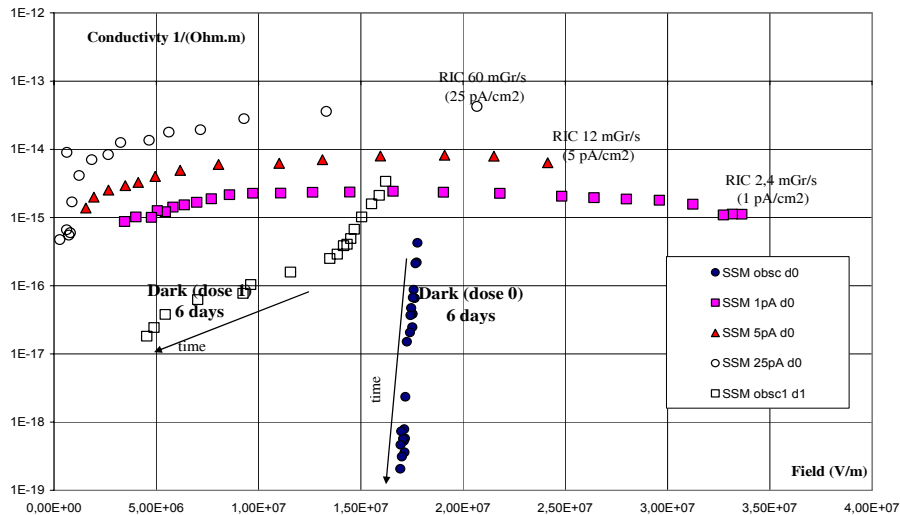 1E-12
Conductivty 1/(Ohm.m)
1E-13
RIC 60 mGr/s
(25 pA/cm2)
1E-14
RIC 12 mGr/s
(5 pA/cm2)
RIC 2,4 mGr/s
(1 pA/cm2)
1E-15
1E-16
Dark (dose 1)
6 days
time
Dark (dose 0)
6 days
time
SSM obsc d0
SSM 1pA d0
SSM 5pA d0
SSM 25pA d0
SSM obsc1 d1
1E-17
1E-18
Field (V/m)
1E-19
0,00E+00 5,00E+06 1,00E+07 1,50E+07 2,00E+07 2,50E+07 3,00E+07 3,50E+07 4,00E+07